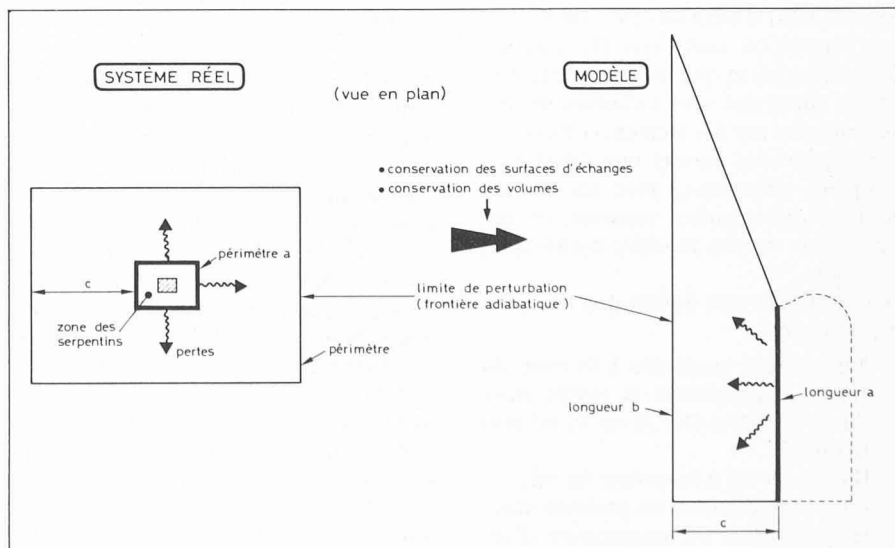 SYSTÈME RÉEL
(vue en plan)
MODÈLE
• conservation des surfaces d'échanges
• conservation des volumes
périmètre a
c
zone des
serpentins
pertes
limite de perturbation
(frontière adiabatique)
périmètre
longueur b
longueur a
c